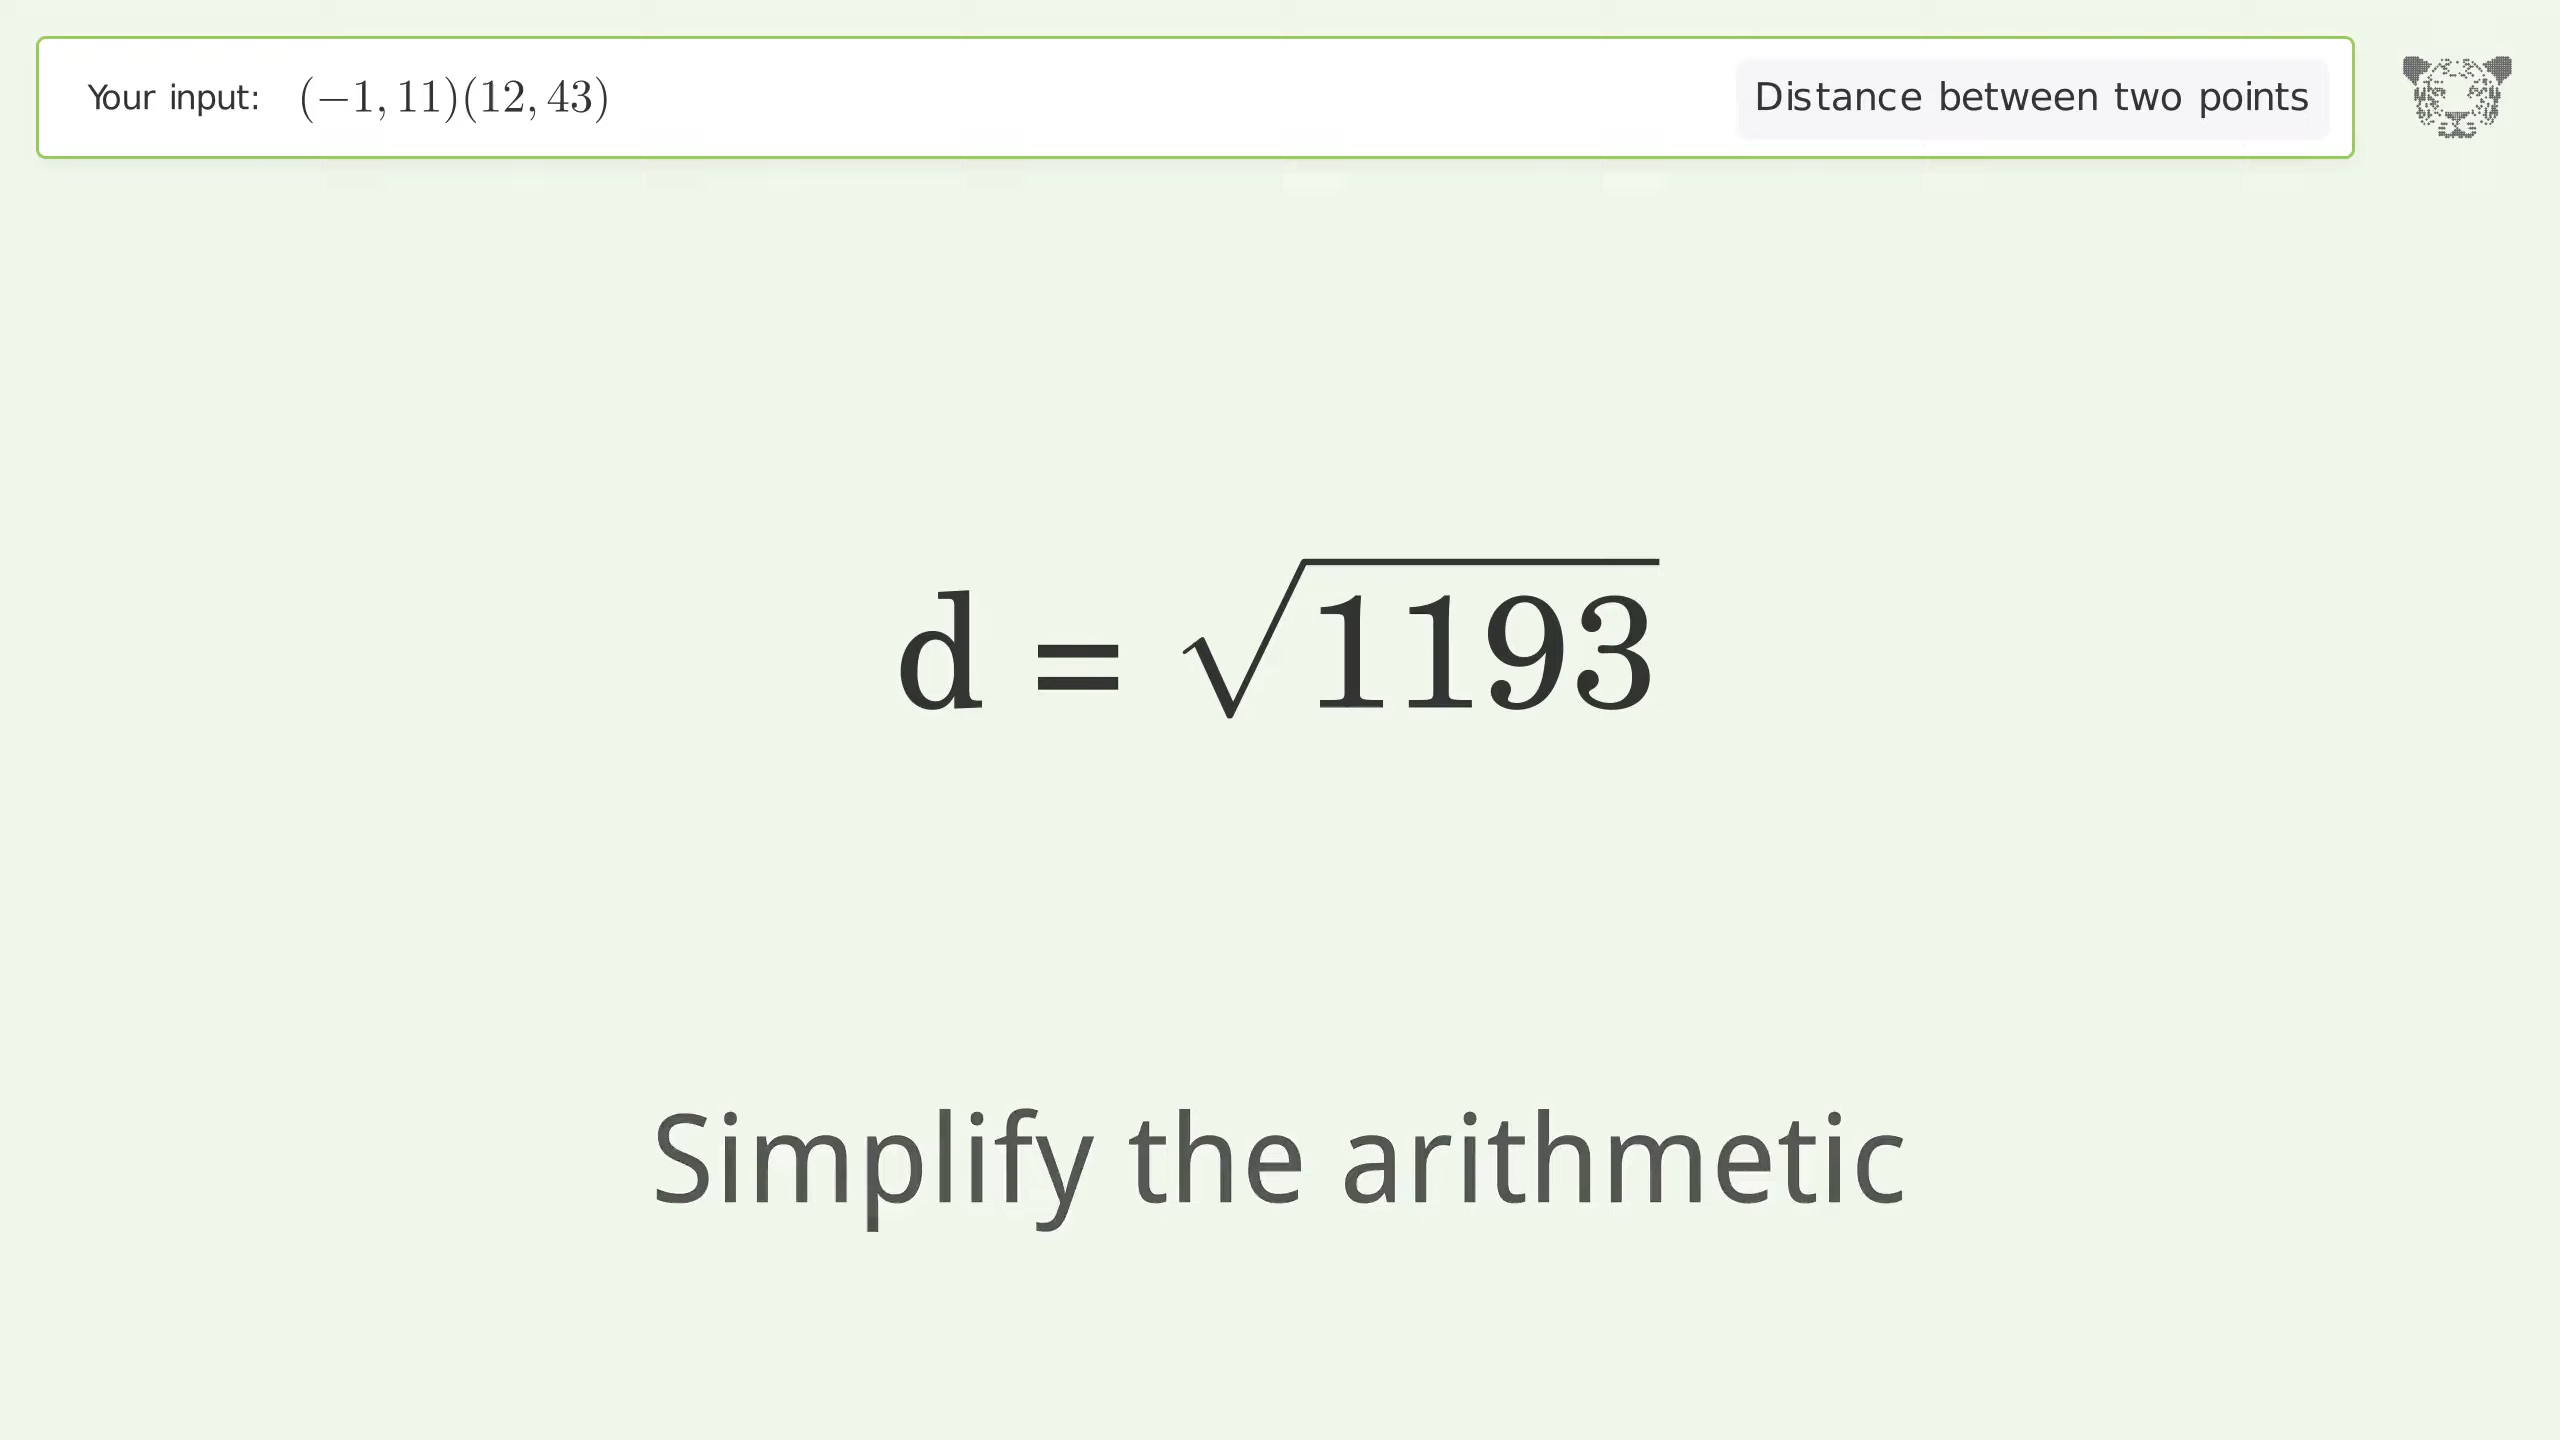 Your input: (−1, 11)(12, 43) Distance between two points
d = √1193
Simplify the arithmetic